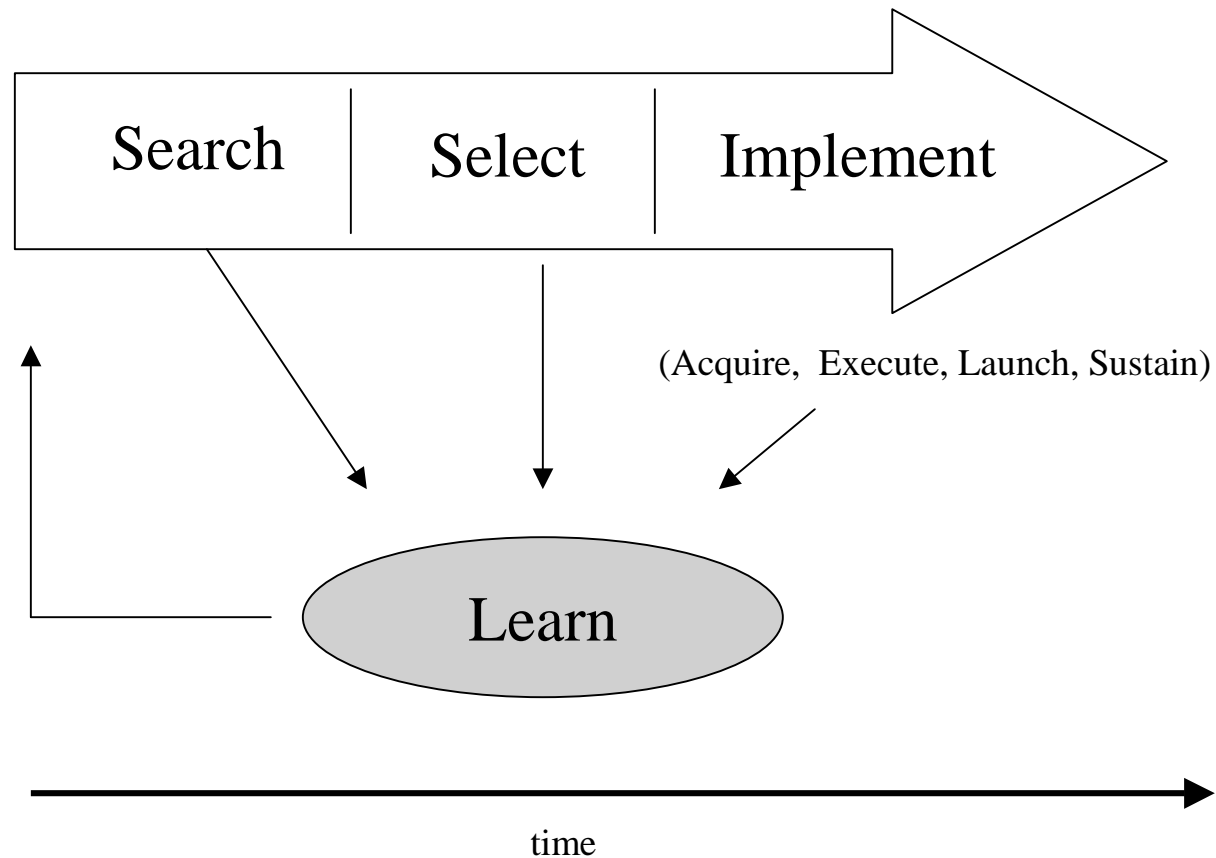 Search
Select
Implement
(Acquire, Execute, Launch, Sustain)
Learn
time